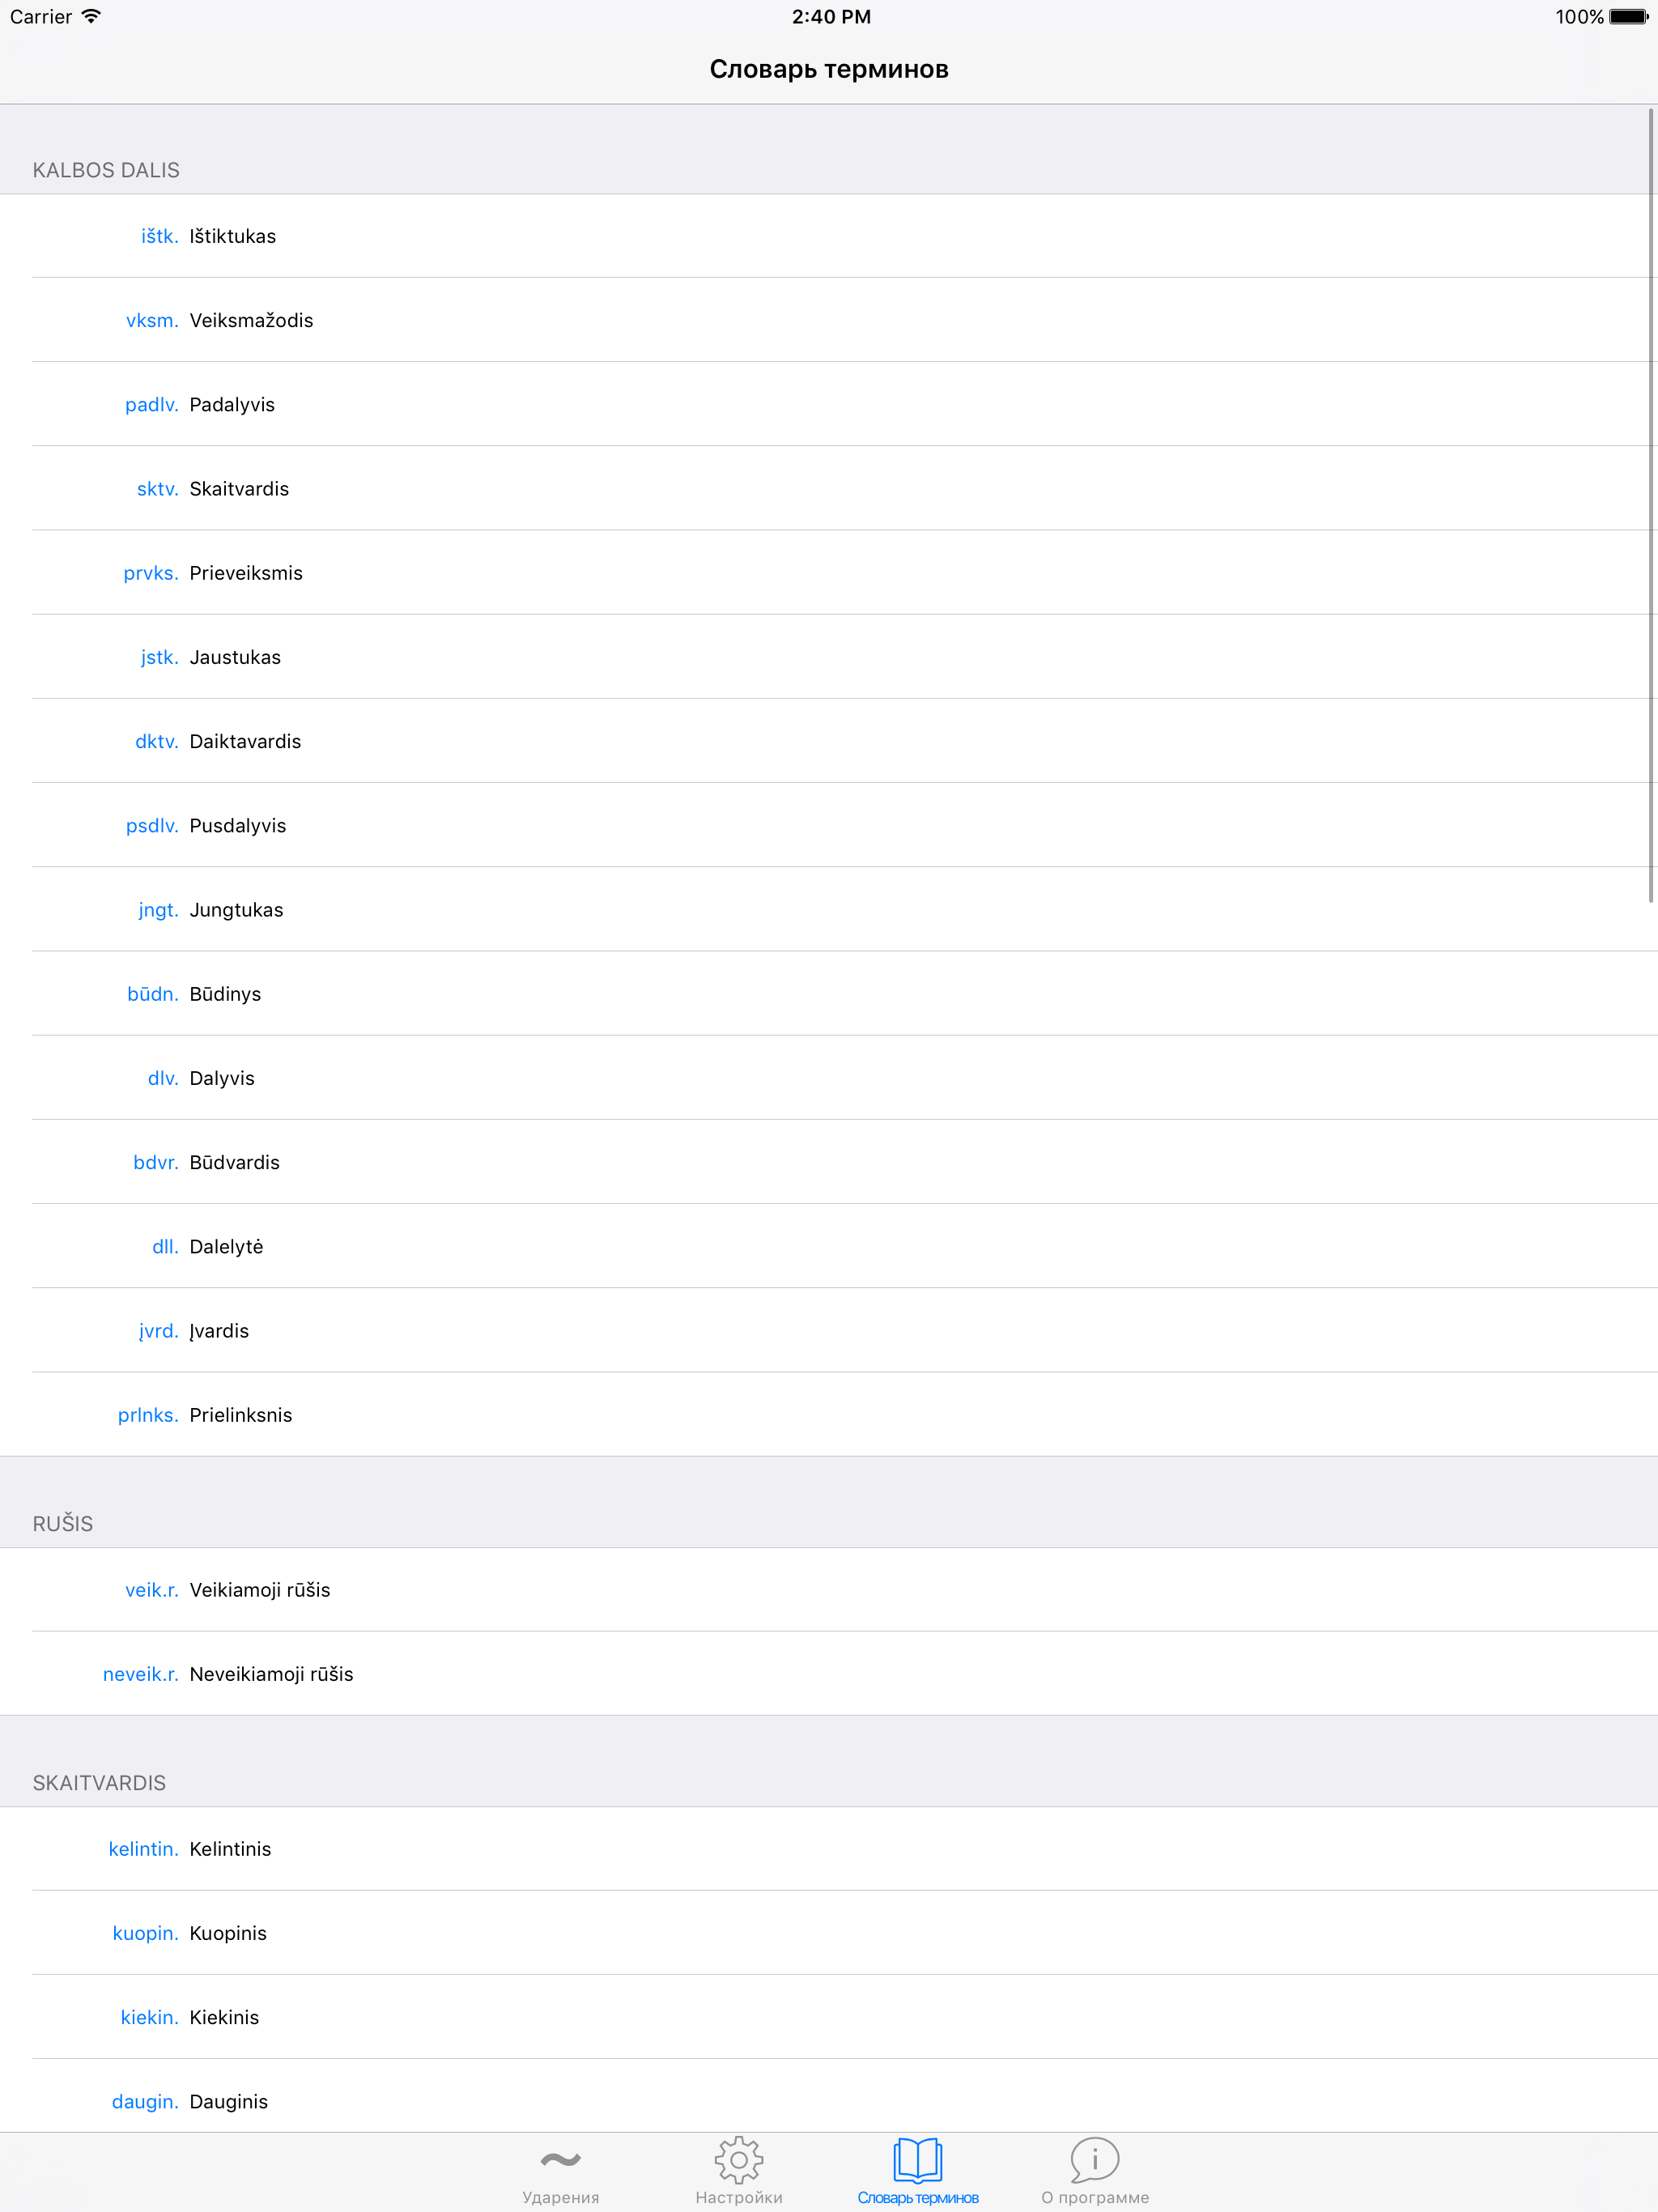 Carrier 2:40 PM 100%
Словарь терминов
KALBOS DALIS
ištk. Ištiktukas
vksm. Veiksmažodis
padlv. Padalyvis
sktv. Skaitvardis
prvks. Prieveiksmis
jstk. Jaustukas
dktv. Daiktavardis
psdlv. Pusdalyvis
jngt. Jungtukas
būdn. Būdinys
dlv. Dalyvis
bdvr. Būdvardis
dll. Dalelytė
įvrd. Įvardis
prlnks. Prielinksnis
RUŠIS
veik.r. Veikiamoji rūšis
neveik.r. Neveikiamoji rūšis
SKAITVARDIS
kelintin. Kelintinis
kuopin. Kuopinis
kiekin. Kiekinis
daugin. Dauginis
Ударения Настройки Словарь терминов О программе